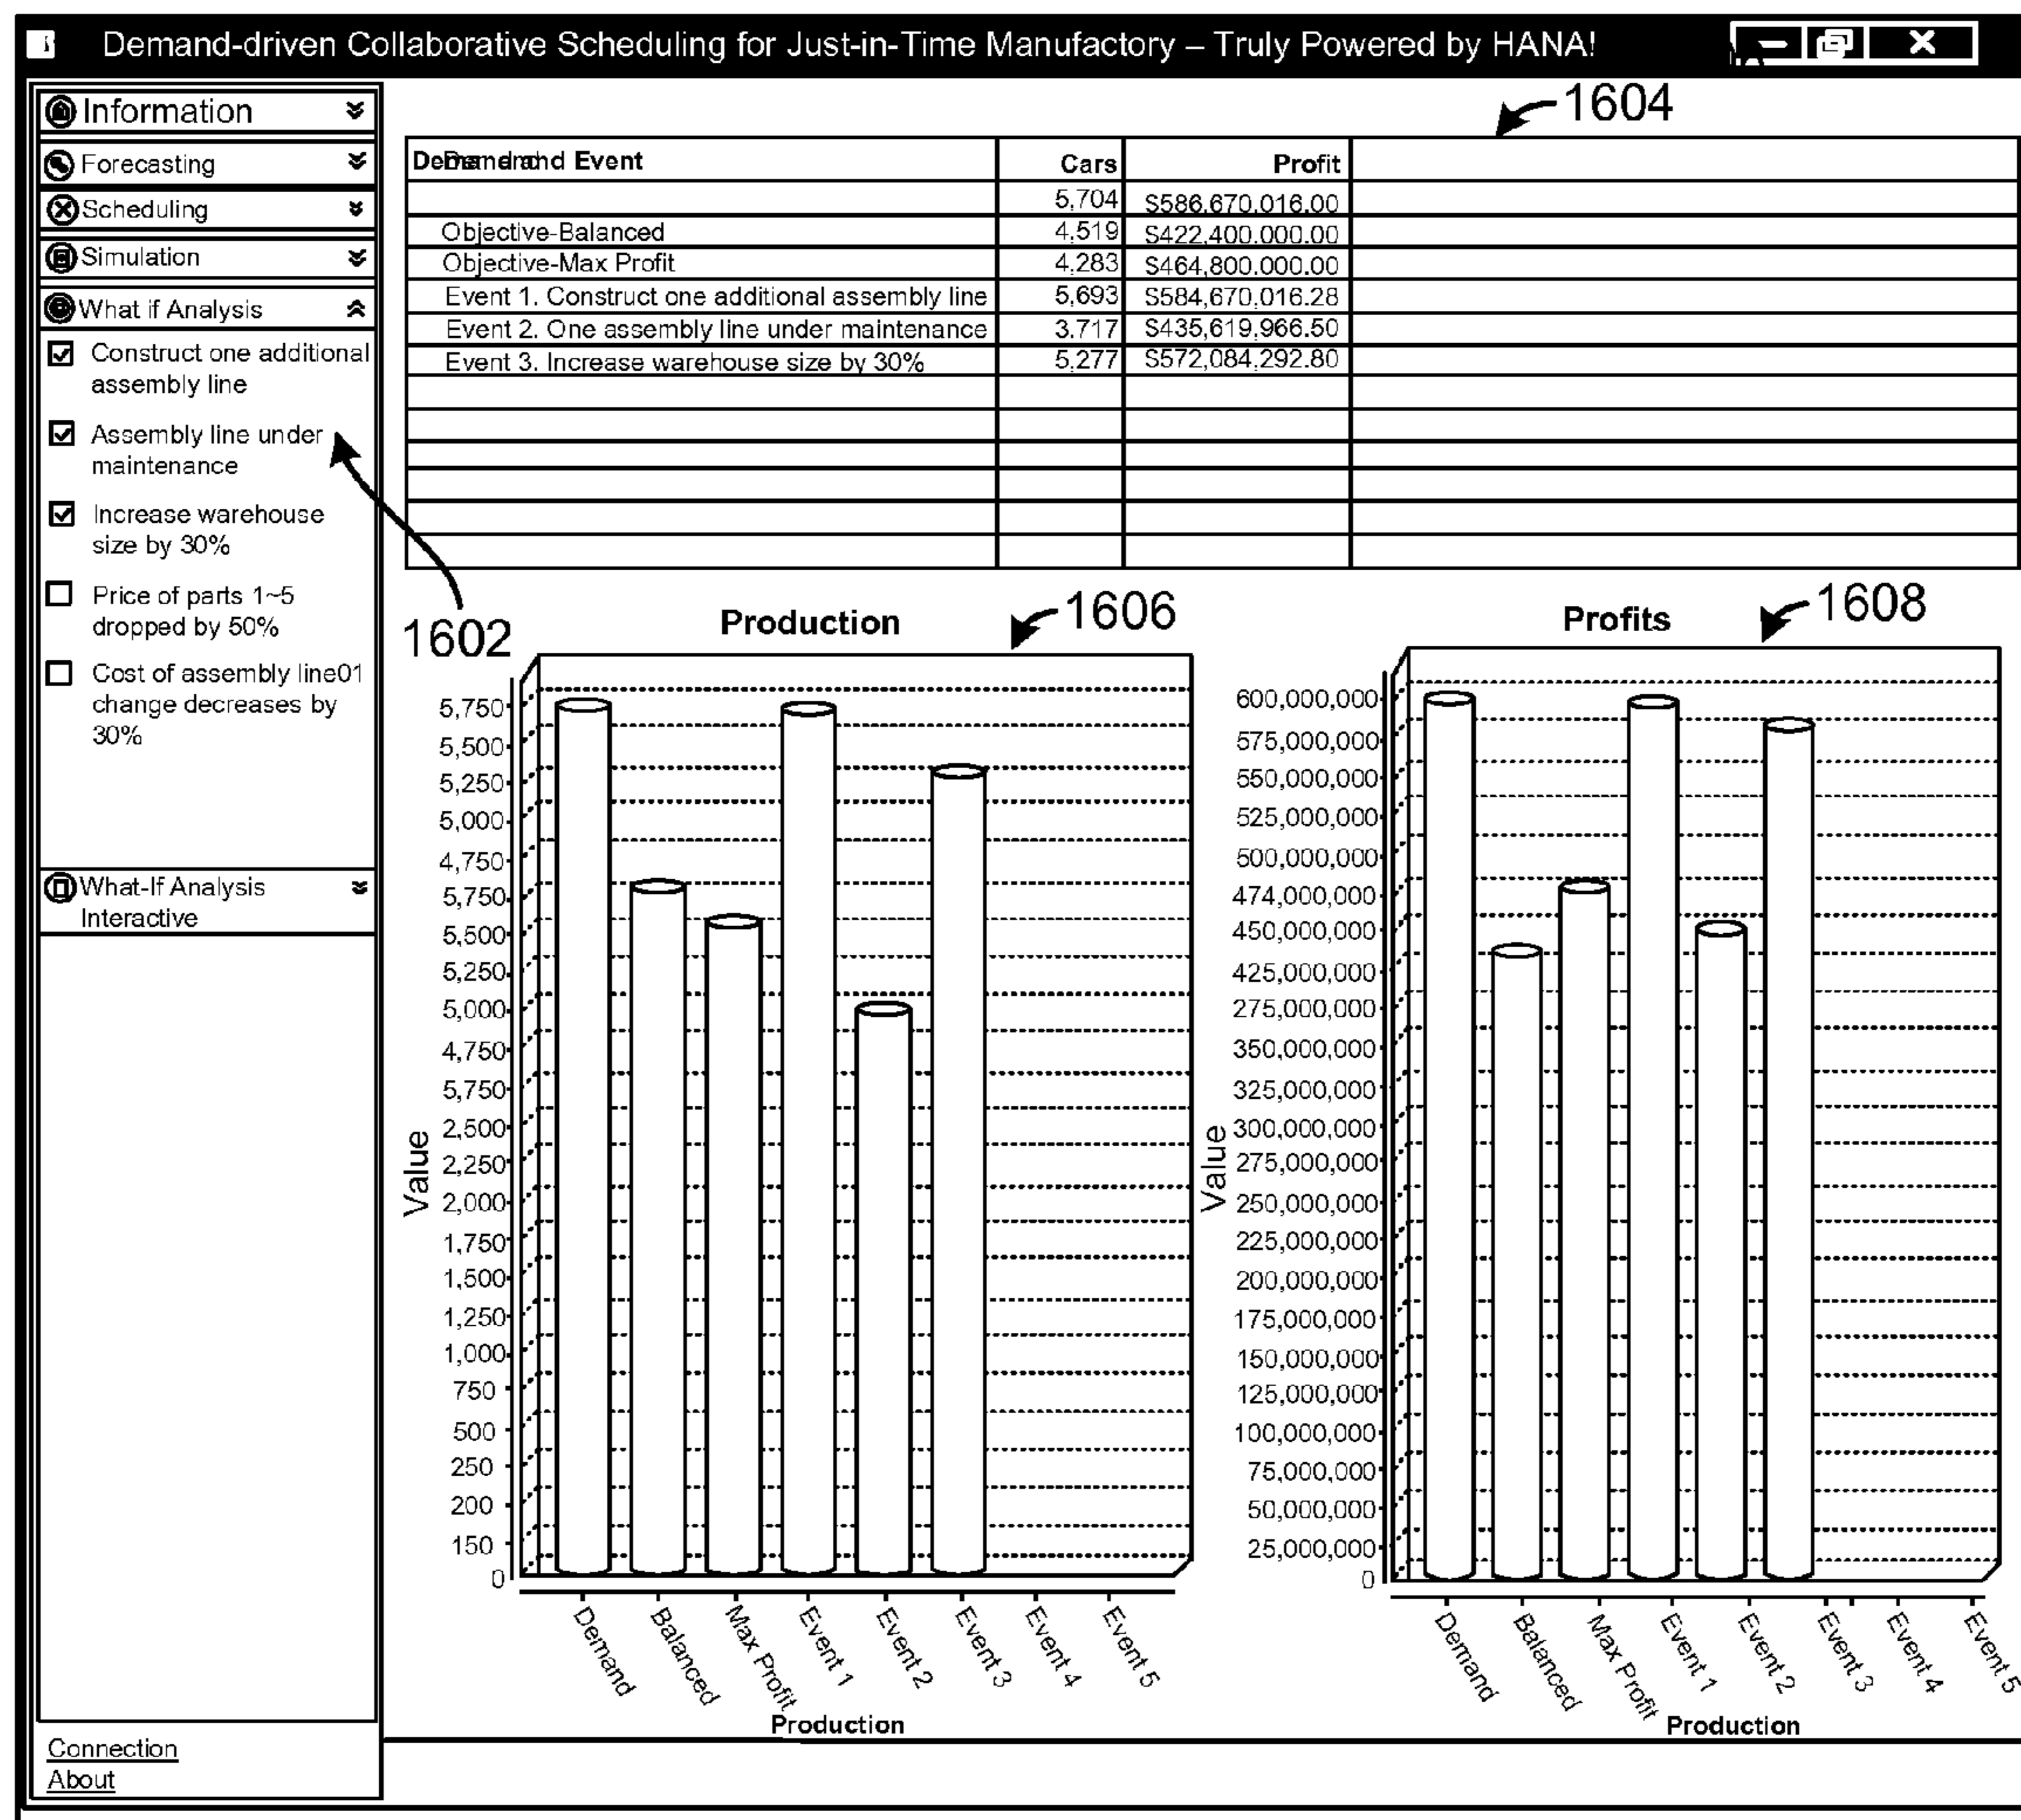 Demand-driven Collaborative Scheduling for Just-in-Time Manufactory – Truly Powered by HANA!
Information
Forecasting
Scheduling
Simulation
What if Analysis
Construct one additional
assembly line
Assembly line under
maintenance
Increase warehouse
size by 30%
Price of parts 1~5
dropped by 50%
Cost of assembly line01
change decreases by
30%
What-If Analysis
Interactive
Connection
About
1602
1604
Event Cars Profit
5,704 $586,670,016.00
Objective-Balanced 4,519 $422,400,000.00
Objective-Max Profit 4,283 $464,800,000.00
Event 1. Construct one additional assembly line 5,693 $584,670,016.28
Event 2. One assembly line under maintenance 3,717 $435,619,966.50
Event 3. Increase warehouse size by 30% 5,277 $572,084,292.80
Production
1606
Value
5,750
5,500
5,250
5,000
4,750
5,750
5,500
5,250
5,000
4,750
5,750
2,500
2,250
2,000
1,750
1,500
1,250
1,000
750
500
250
200
150
0
Demand
Balanced
Max Profit
Event 1
Event 2
Event 3
Event 4
Event 5
Production
Profits
1608
Value
600,000,000
575,000,000
550,000,000
525,000,000
500,000,000
474,000,000
450,000,000
425,000,000
275,000,000
350,000,000
325,000,000
300,000,000
275,000,000
250,000,000
225,000,000
200,000,000
175,000,000
150,000,000
125,000,000
100,000,000
75,000,000
50,000,000
25,000,000
0
Demand
Balanced
Max Profit
Event 1
Event 2
Event 3
Event 4
Event 5
Production